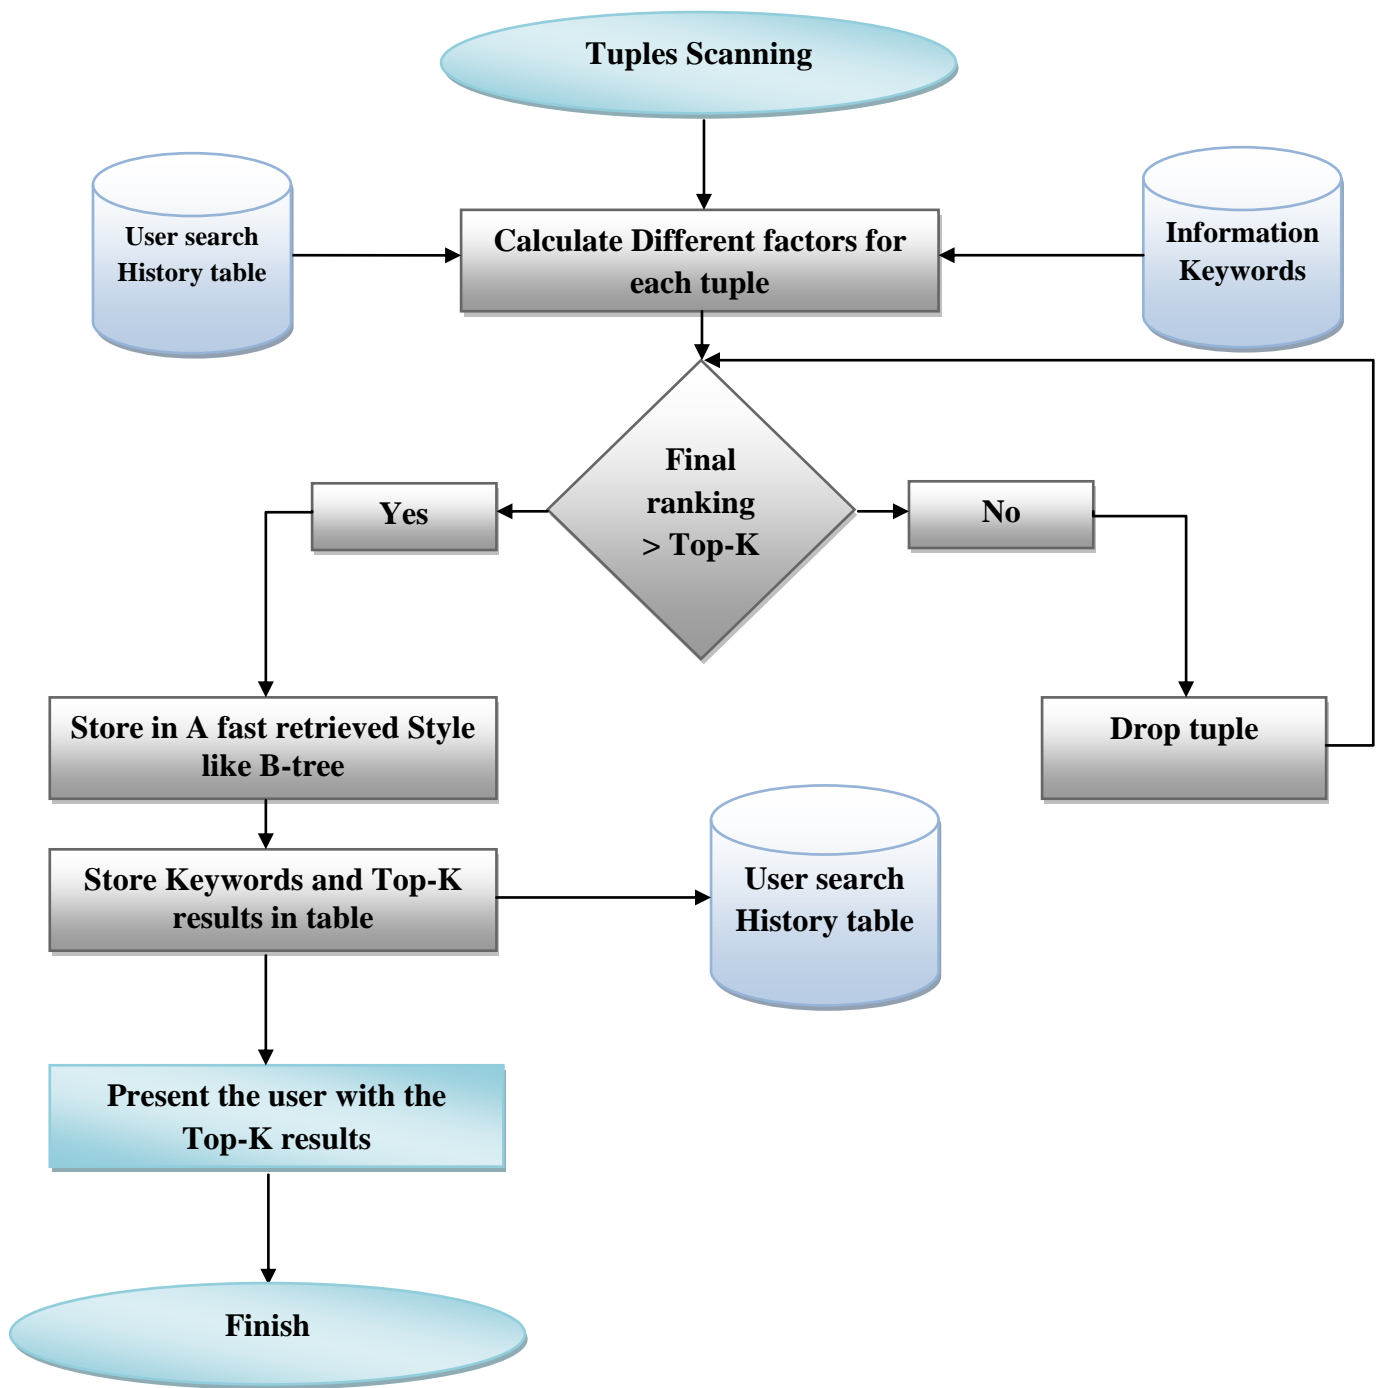 Tuples Scanning
User search
History table
Calculate Different factors for
each tuple
Information
Keywords
Final
ranking
> Top-K
Yes
No
Store in A fast retrieved Style
like B-tree
Drop tuple
Store Keywords and Top-K
results in table
User search
History table
Present the user with the
Top-K results
Finish